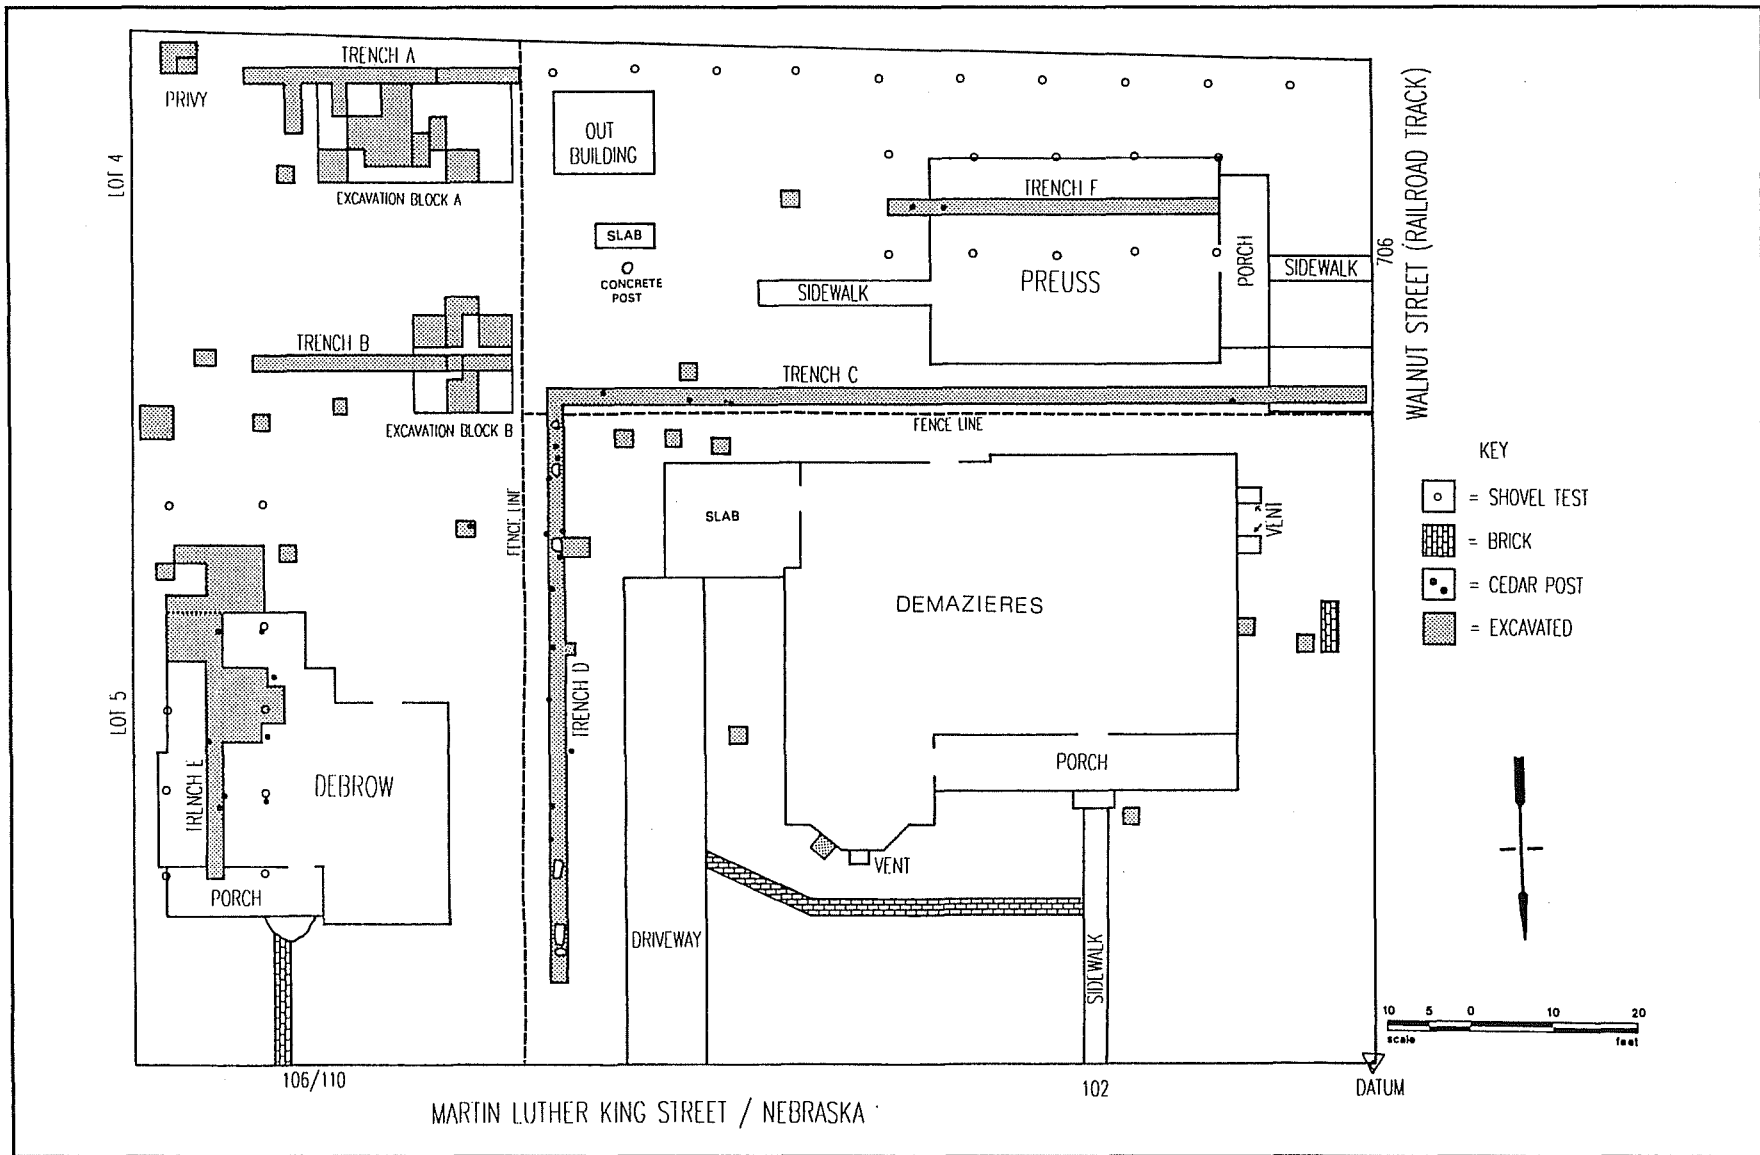 TRENCH A
PRIVY
LOT 4
EXCAVATION BLOCK A
OUT
BUILDING
SLAB
CONCRETE
POST
TRENCH F
PREUSS
SIDEWALK
PORCH
SIDEWALK
706
WALNUT STREET (RAILROAD TRACK)
TRENCH B
EXCAVATION BLOCK B
TRENCH C
FENCE LINE
FENCE LINE
SLAB
VENT
DEMAZIERES
KEY
= SHOVEL TEST
= BRICK
= CEDAR POST
= EXCAVATED
LOT 5
TRENCH E
DEBROW
PORCH
TRENCH D
PORCH
VENT
DRIVEWAY
SIDEWALK
10 5 0 10 20
scale feet
106/110
102
DATUM
MARTIN LUTHER KING STREET / NEBRASKA